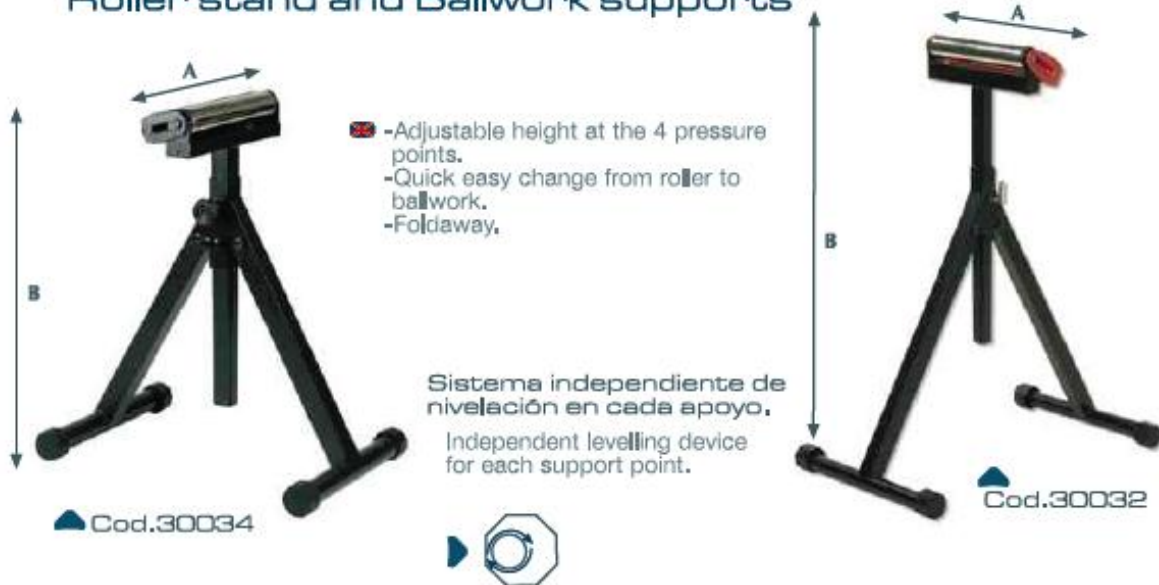 Roller stand and Ballwork supports
A
A
-Adjustable height at the 4 pressure
points.
-Quick easy change from roller to
ballwork.
-Foldaway.
B
B
Sistema independiente de
nivelación en cada apoyo.
Independent levelling device
for each support point.
Cod.30034
Cod.30032